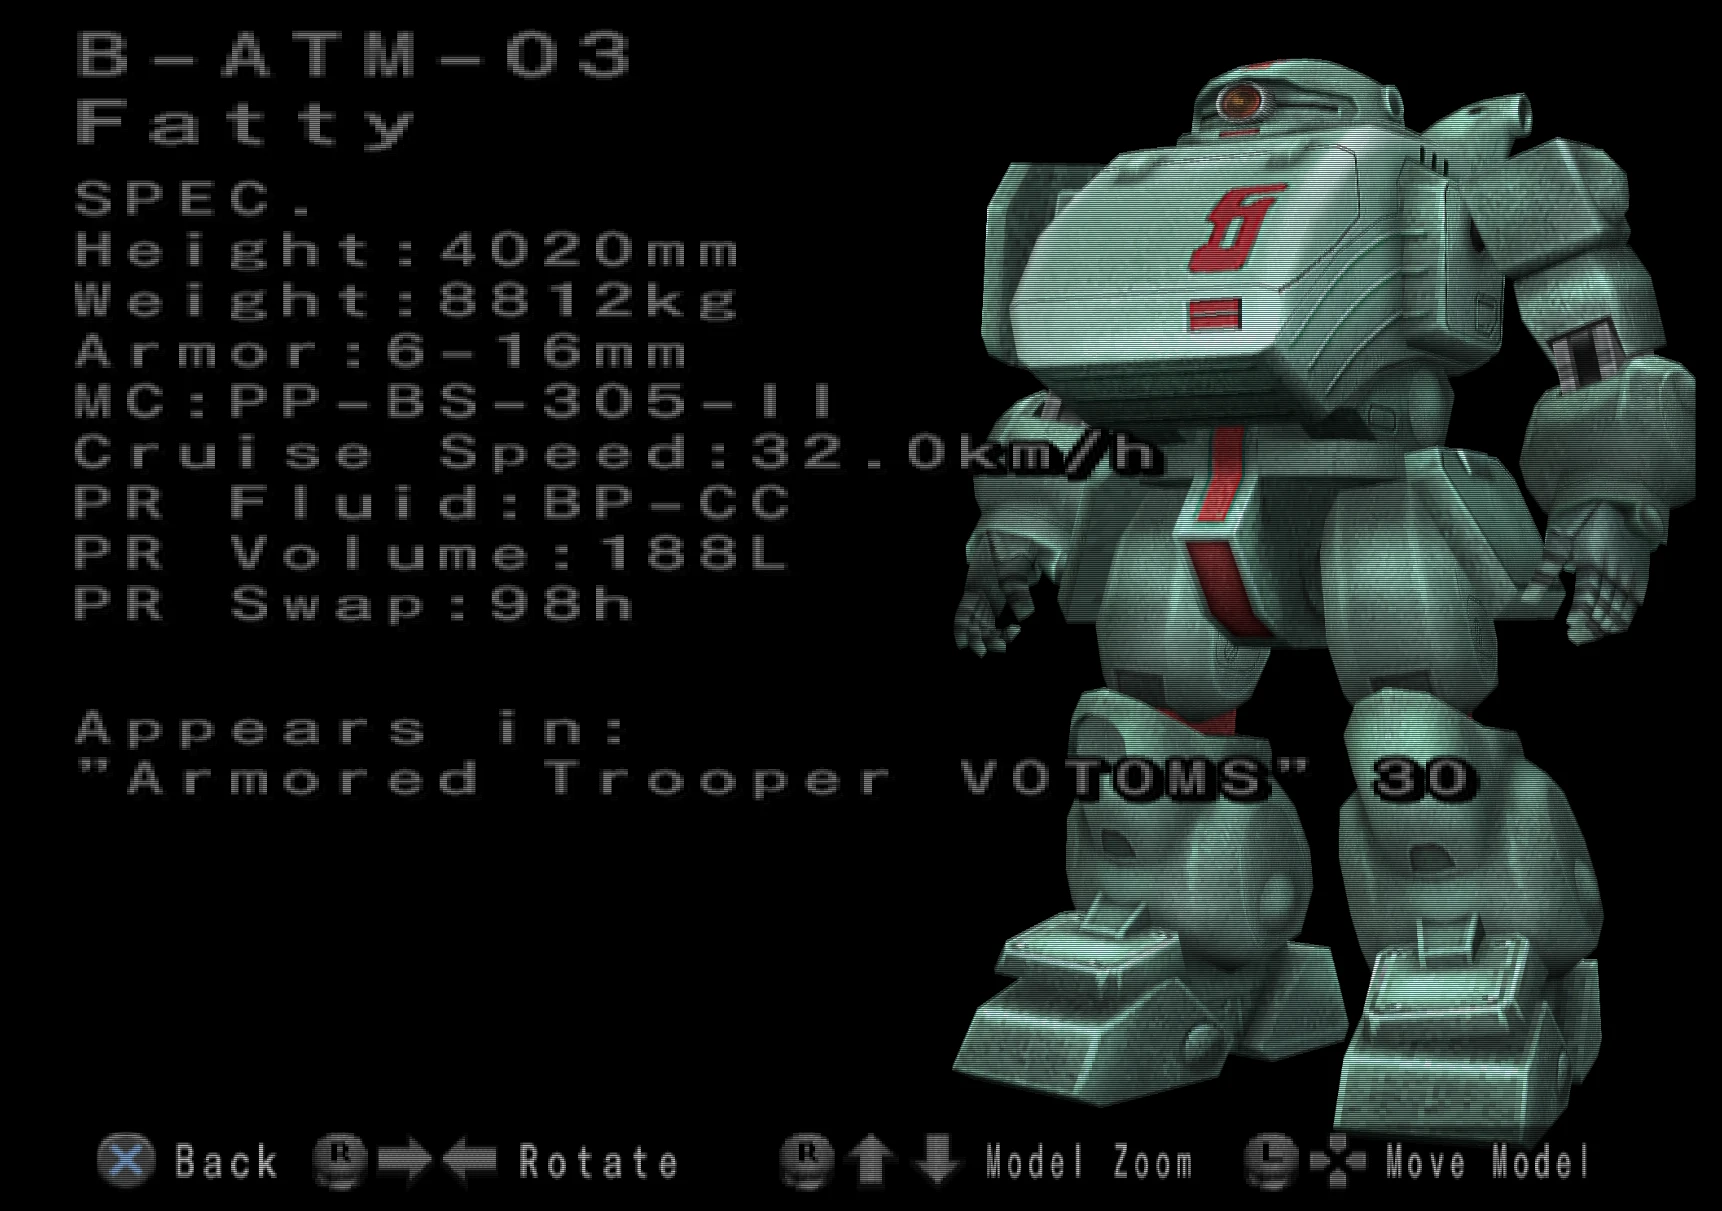 B-ATM-03
Fatty
SPEC.
Height:4020mm
Weight:8812kg
Armor:6-16mm
MC:PP-BS-305-II
Cruise Speed:32.0km/h
PR Fluid:BP-CC
PR Volume:188L
PR Swap:98h
Appears in:
"Armored Trooper VOTOMS" 30
Back R Rotate R Model Zoom L Move Model